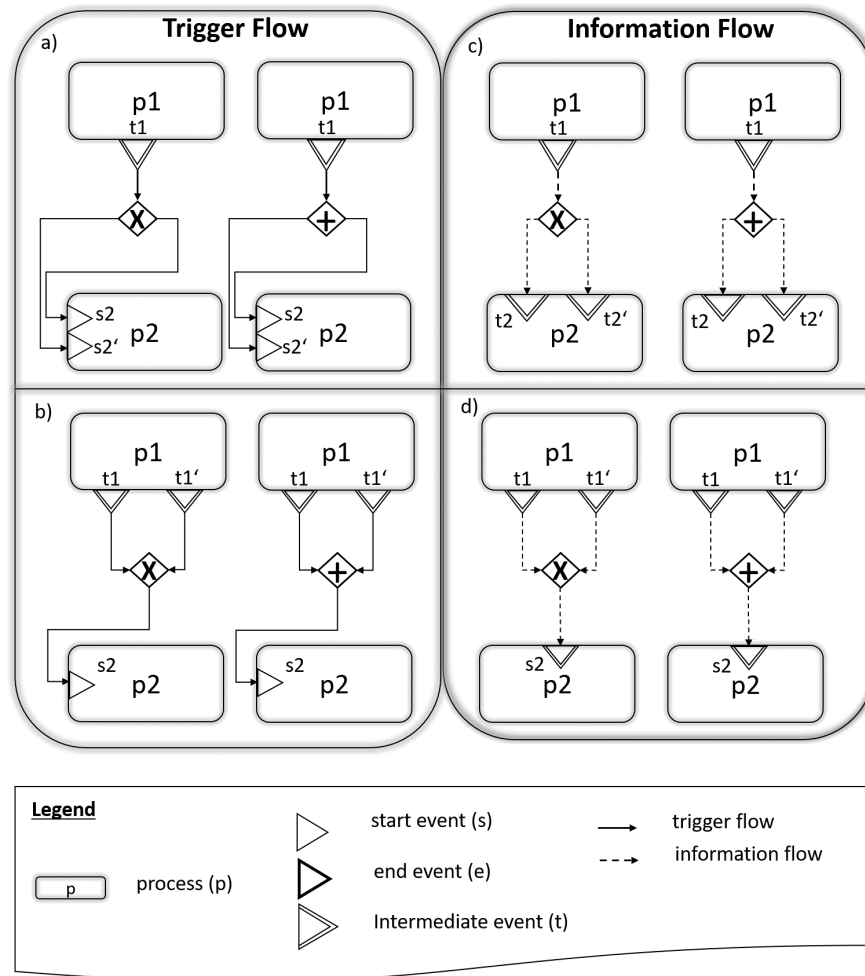 Trigger Flow
a)
p1
t1
X
s2
s2‘
p2
p1
t1
+
s2
s2‘
p2
Information Flow
c)
p1
t1
X
t2
t2‘
p2
p1
t1
+
t2
t2‘
p2
b)
p1
t1
t1‘
X
s2
p2
p1
t1
t1‘
+
s2
p2
d)
p1
t1
t1‘
X
s2
p2
p1
t1
t1‘
+
s2
p2
Legend
p
process (p)
start event (s)
end event (e)
Intermediate event (t)
trigger flow
information flow